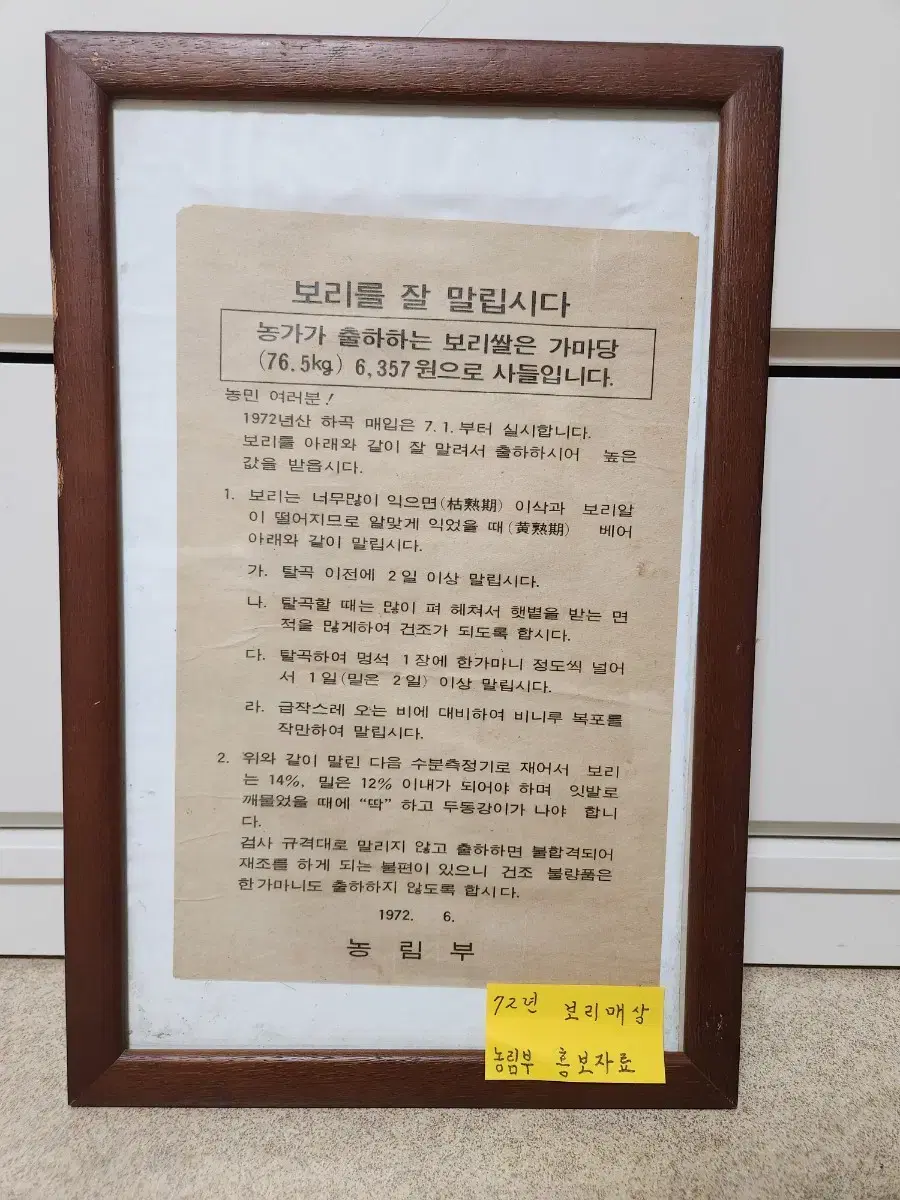 보리를 잘 말립시다
농가가 출하하는 보리쌀은 가마당
(76.5kg) 6,357원으로 사들입니다.
농민 여러분!
1972년산 하곡 매입은 7.1.부터 실시합니다.
보리를 아래와 같이 잘 말려서 출하하시어 높은
값을 받읍시다.
1. 보리는 너무많이 익으면(枯熟期) 이삭과 보리알
이 떨어지므로 알맞게 익었을 때(黄熟期) 베어
아래와 같이 말립시다.
가. 탈곡 이전에 2일 이상 말립시다.
나. 탈곡할 때는 많이 펴 헤쳐서 햇볕을 받는 면
적을 많게하여 건조가 되도록 합시다.
다. 탈곡하여 멍석 1장에 한가마니 정도씩 널어
서 1일(밀은 2일) 이상 말립시다.
라. 급작스레 오는 비에 대비하여 비니루 복포를
작만하여 말립시다.
2. 위와 같이 말린 다음 수분측정기로 재어서 보리
는 14%, 밀은 12% 이내가 되어야 하며 잇발로
깨물었을 때에 “딱” 하고 두동강이가 나야 합니
다.
검사 규격대로 말리지 않고 출하하면 불합격되어
재조를 하게 되는 불편이 있으니 건조 불량품은
한가마니도 출하하지 않도록 합시다.
1972. 6.
농 림 부
72년 보리매상
농림부 홍보자료